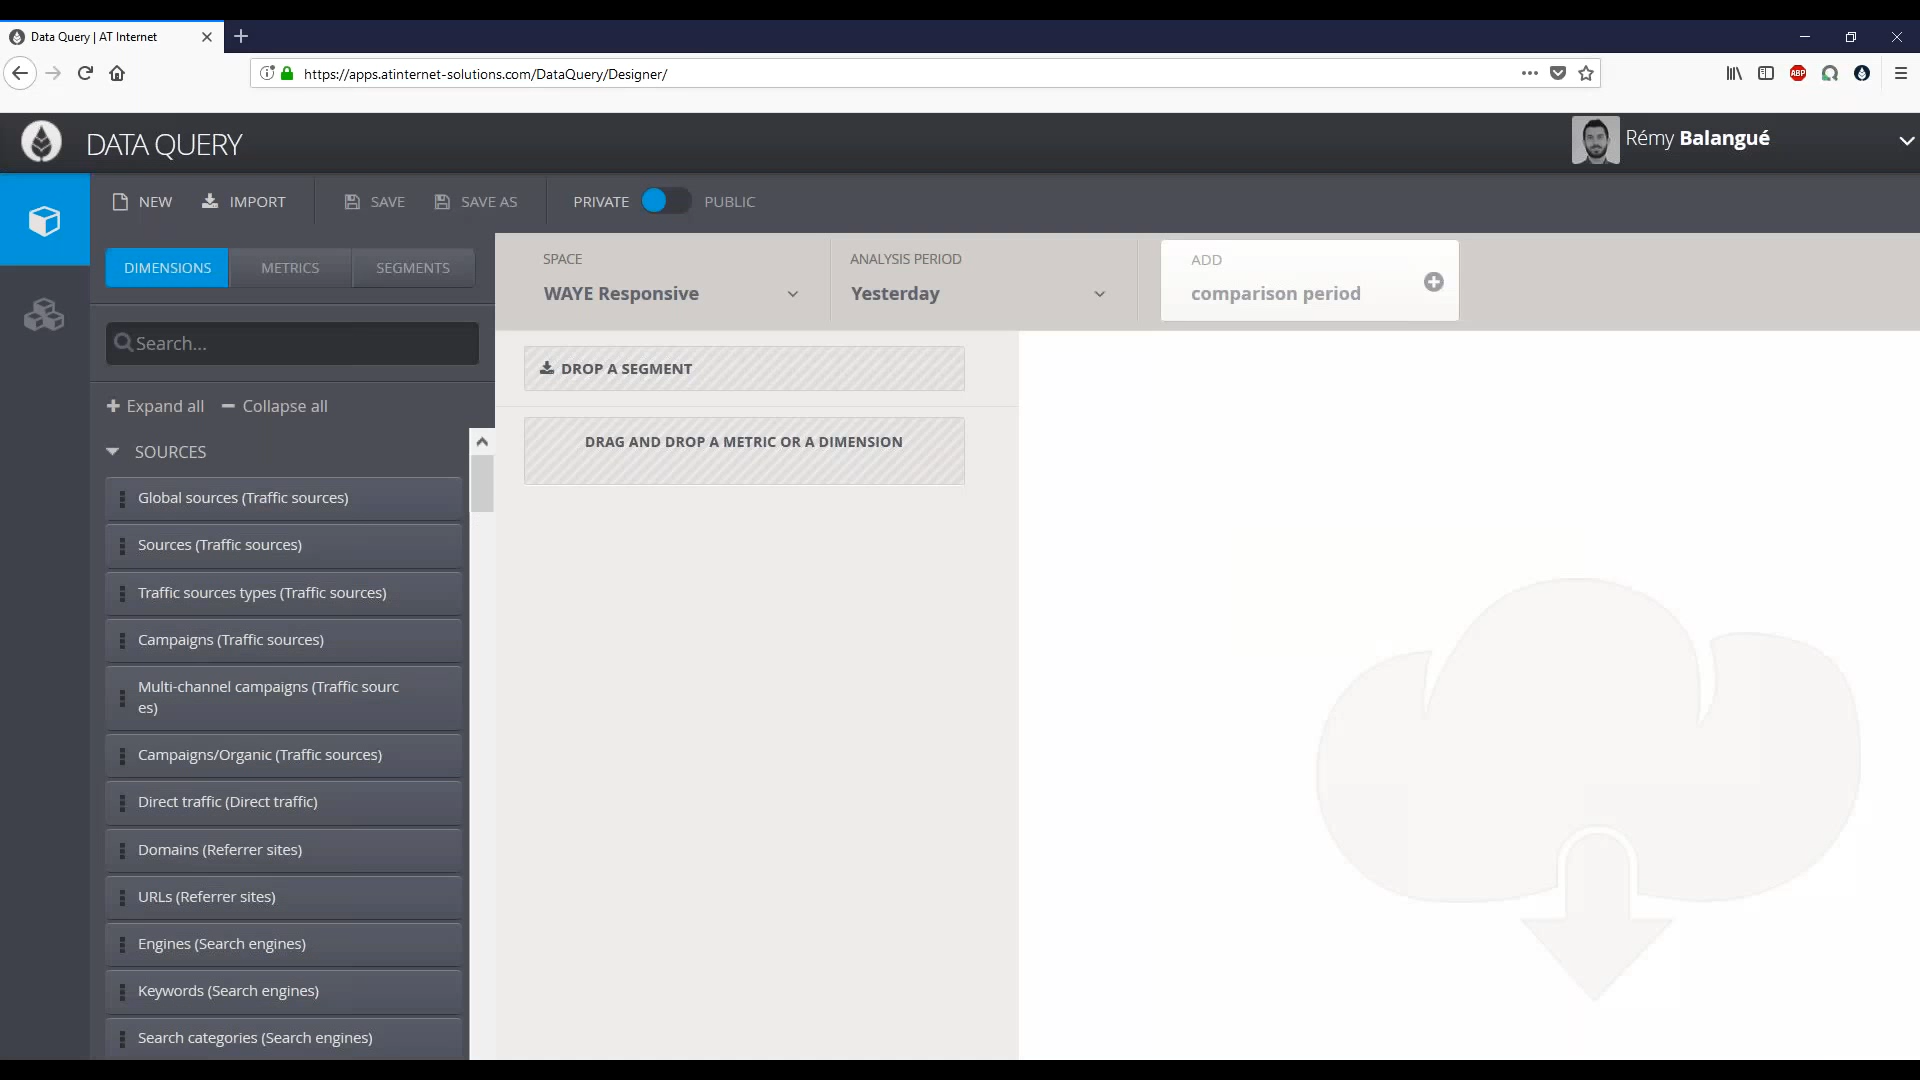 Data Query | AT Internet
https://apps.atinternet-solutions.com/DataQuery/Designer/
ABP
DATA QUERY
Rémy Balangué
NEW
IMPORT
SAVE
SAVE AS
PRIVATE
PUBLIC
DIMENSIONS
METRICS
SEGMENTS
SPACE
WAYE Responsive
ANALYSIS PERIOD
Yesterday
ADD
comparison period
Search...
DROP A SEGMENT
Expand all
Collapse all
DRAG AND DROP A METRIC OR A DIMENSION
SOURCES
Global sources (Traffic sources)
Sources (Traffic sources)
Traffic sources types (Traffic sources)
Campaigns (Traffic sources)
Multi-channel campaigns (Traffic sourc
es)
Campaigns/Organic (Traffic sources)
Direct traffic (Direct traffic)
Domains (Referrer sites)
URLs (Referrer sites)
Engines (Search engines)
Keywords (Search engines)
Search categories (Search engines)